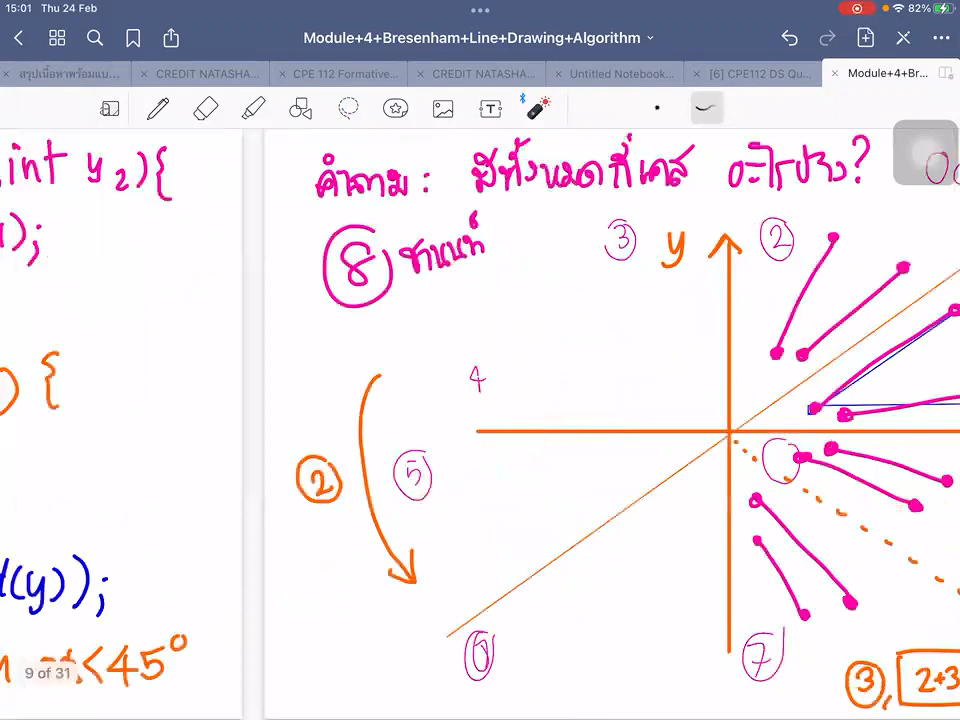 15:01 Thu 24 Feb
82%
Module+4+Bresenham+Line+Drawing+Algorithm
สรุปเนื้อหาพร้อมแบ...
CREDIT NATASHA...
CPE 112 Formative...
CREDIT NATASHA...
Untitled Notebook...
[6] CPE112 DS Qu...
Module+4+Br...
,int y2){
คำถาม: มีทั้งหมดกี่เคส อะไรบ้าง?
);
8
3
y
2
{
4
2
5
d(y));
<45°
9 of 31
6
7
3, 2+3